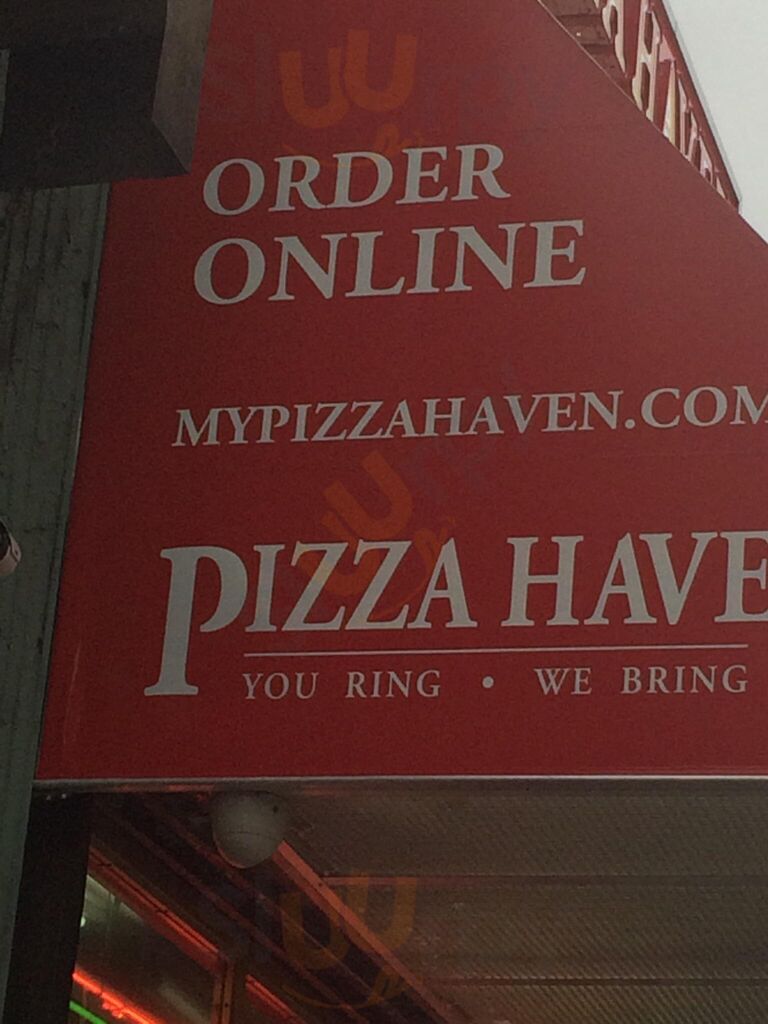 ORDER
ONLINE
MYPIZZAHAVEN.COM
PIZZA HAVE
YOU RING • WE BRING